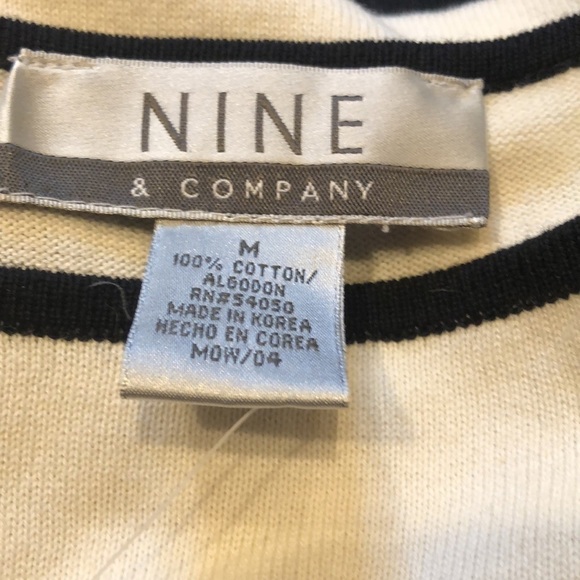 NINE
& COMPANY
M
100% COTTON/
ALGODON
RN#54050
MADE IN KOREA
HECHO EN COREA
MOW/04